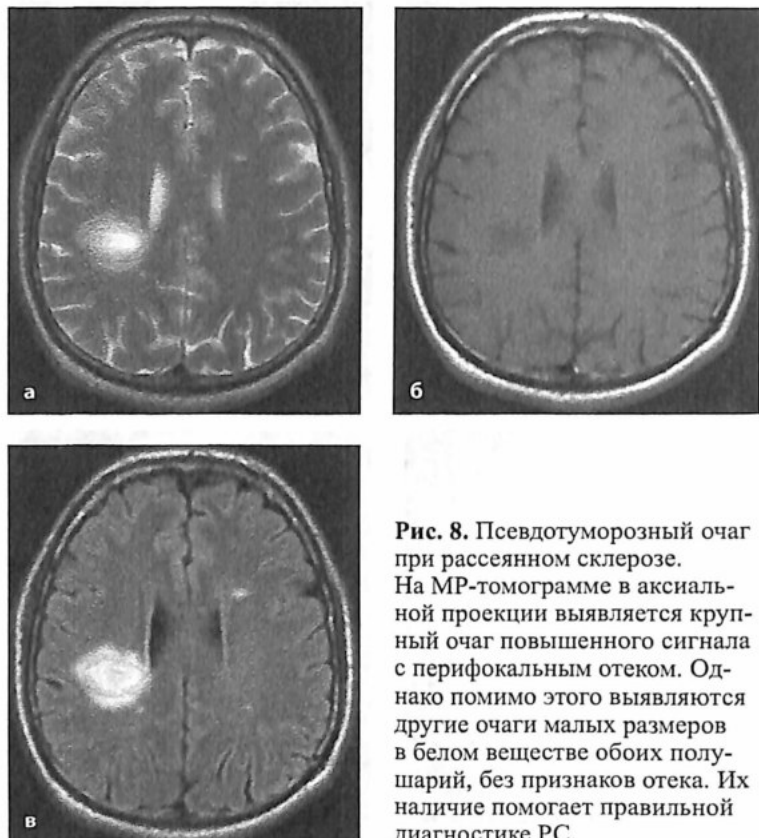 а
б
в
Рис. 8. Псевдотуморозный очаг
при рассеянном склерозе.
На МР-томограмме в аксиаль-
ной проекции выявляется круп-
ный очаг повышенного сигнала
с перифокальным отеком. Од-
нако помимо этого выявляются
другие очаги малых размеров
в белом веществе обоих полу-
шарий, без признаков отека. Их
наличие помогает правильной
диагностике РС.